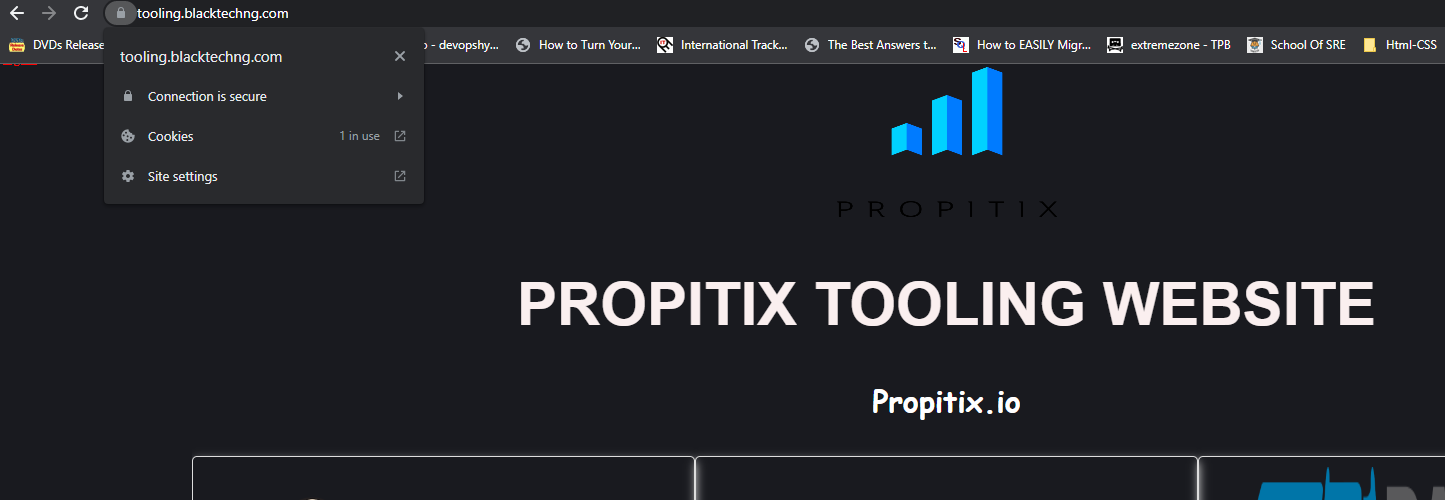 tooling.blacktechng.com
DVDs Release
o - devopshy...
How to Turn Your...
International Track...
The Best Answers t...
SQL
How to EASILY Migr...
extremezone - TPB
School Of SRE
Html-CSS
tooling.blacktechng.com
Connection is secure
Cookies
1 in use
Site settings
PROPITIX
PROPITIX TOOLING WEBSITE
Propitix.io